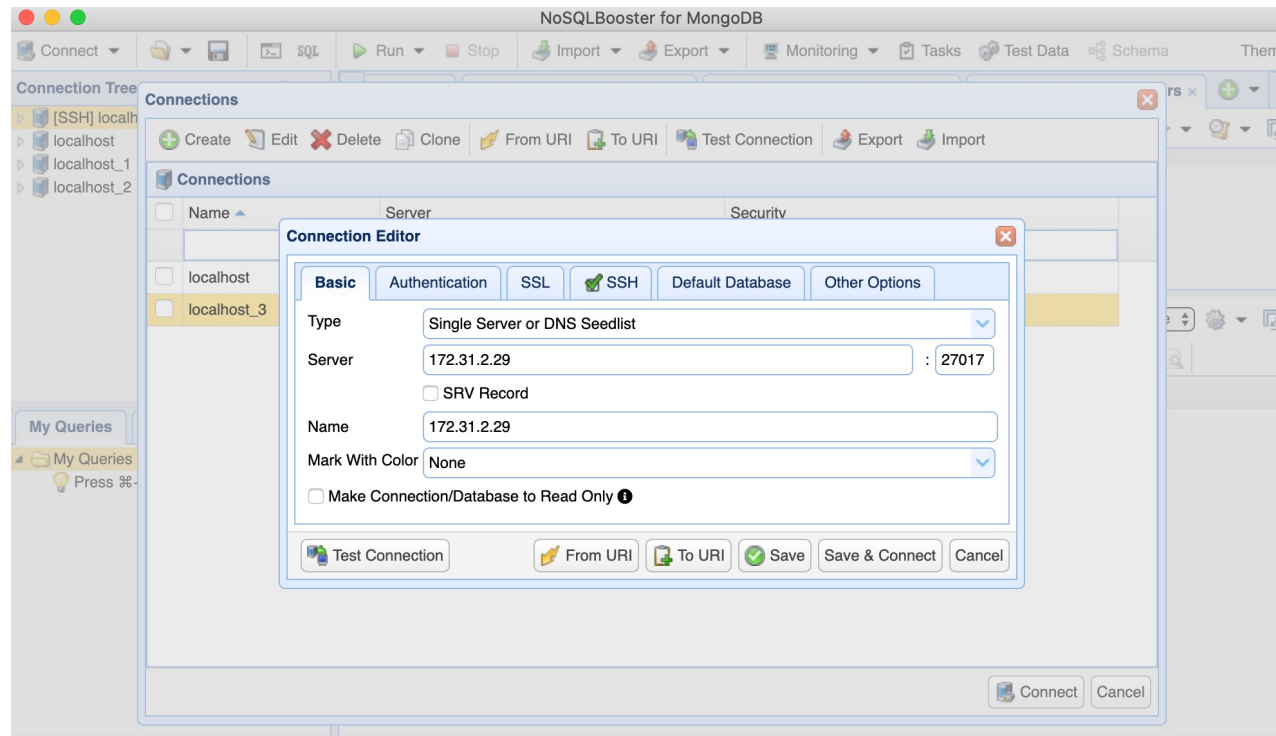 NoSQLBooster for MongoDB
Connect SQL Run Stop Import Export Monitoring Tasks Test Data Schema Them
Connection Tree
[SSH] localh
localhost
localhost_1
localhost_2
rs
Connections
Create Edit Delete Clone From URI To URI Test Connection Export Import
Connections
Name Server Security
localhost
localhost_3
Connection Editor
Basic Authentication SSL SSH Default Database Other Options
Type Single Server or DNS Seedlist
Server 172.31.2.29 : 27017
SRV Record
Name 172.31.2.29
Mark With Color None
Make Connection/Database to Read Only
Test Connection From URI To URI Save Save & Connect Cancel
My Queries
My Queries
Press ⌘-
Connect Cancel